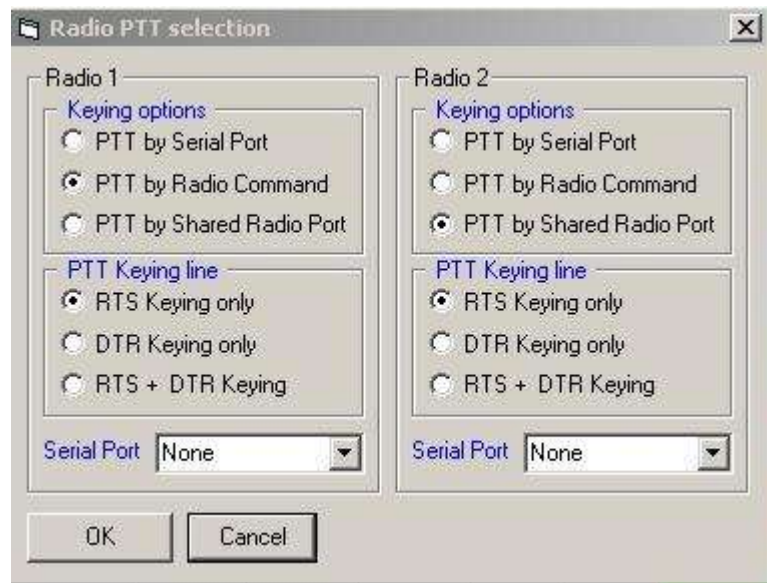 Radio PTT selection
Radio 1
Keying options
PTT by Serial Port
PTT by Radio Command
PTT by Shared Radio Port
PTT Keying line
RTS Keying only
DTR Keying only
RTS + DTR Keying
Serial Port None
Radio 2
Keying options
PTT by Serial Port
PTT by Radio Command
PTT by Shared Radio Port
PTT Keying line
RTS Keying only
DTR Keying only
RTS + DTR Keying
Serial Port None
OK Cancel